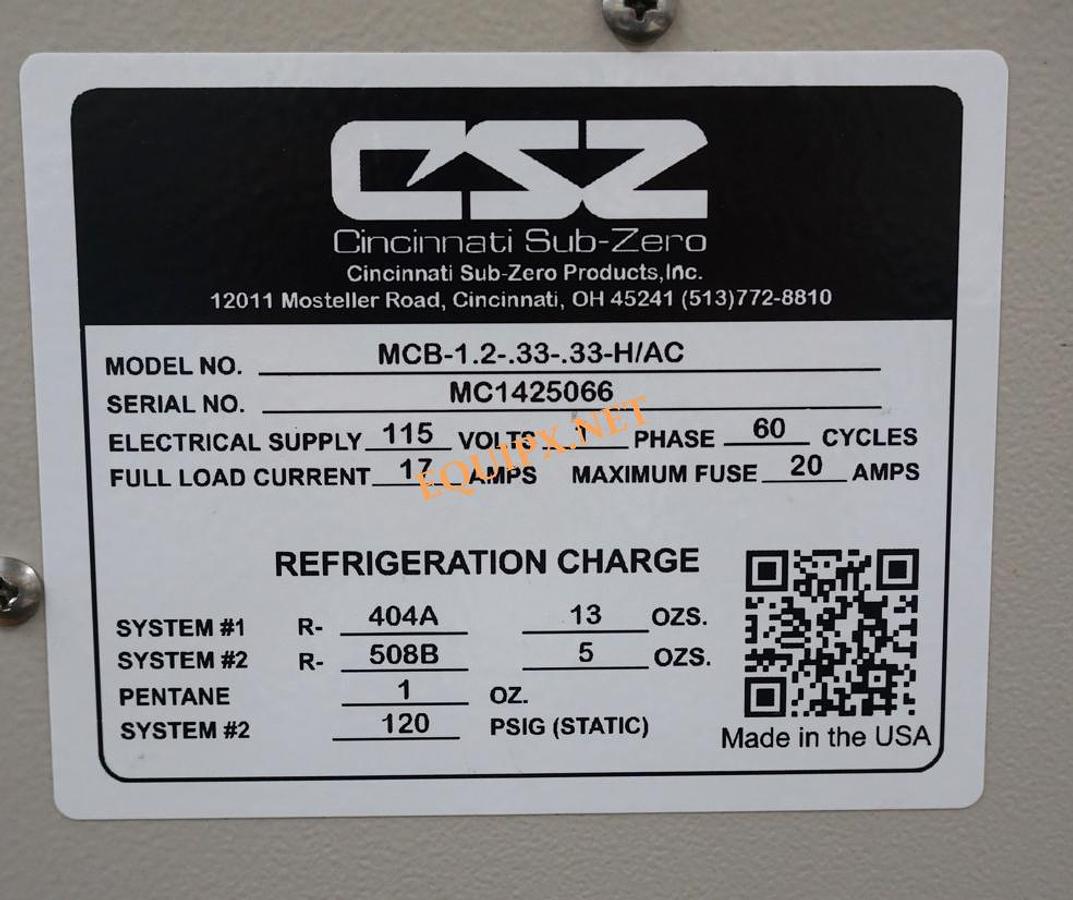 CSZ
Cincinnati Sub-Zero
Cincinnati Sub-Zero Products,Inc.
12011 Mosteller Road, Cincinnati, OH 45241 (513)772-8810
MODEL NO. MCB-1.2-.33-.33-H/AC
SERIAL NO. MC1425066
ELECTRICAL SUPPLY 115 VOLTS 1 PHASE 60 CYCLES
FULL LOAD CURRENT 17 AMPS MAXIMUM FUSE 20 AMPS
EQUIPX.NET
REFRIGERATION CHARGE
SYSTEM #1 R- 404A 13 OZS.
SYSTEM #2 R- 508B 5 OZS.
PENTANE 1 OZ.
SYSTEM #2 120 PSIG (STATIC)
Made in the USA